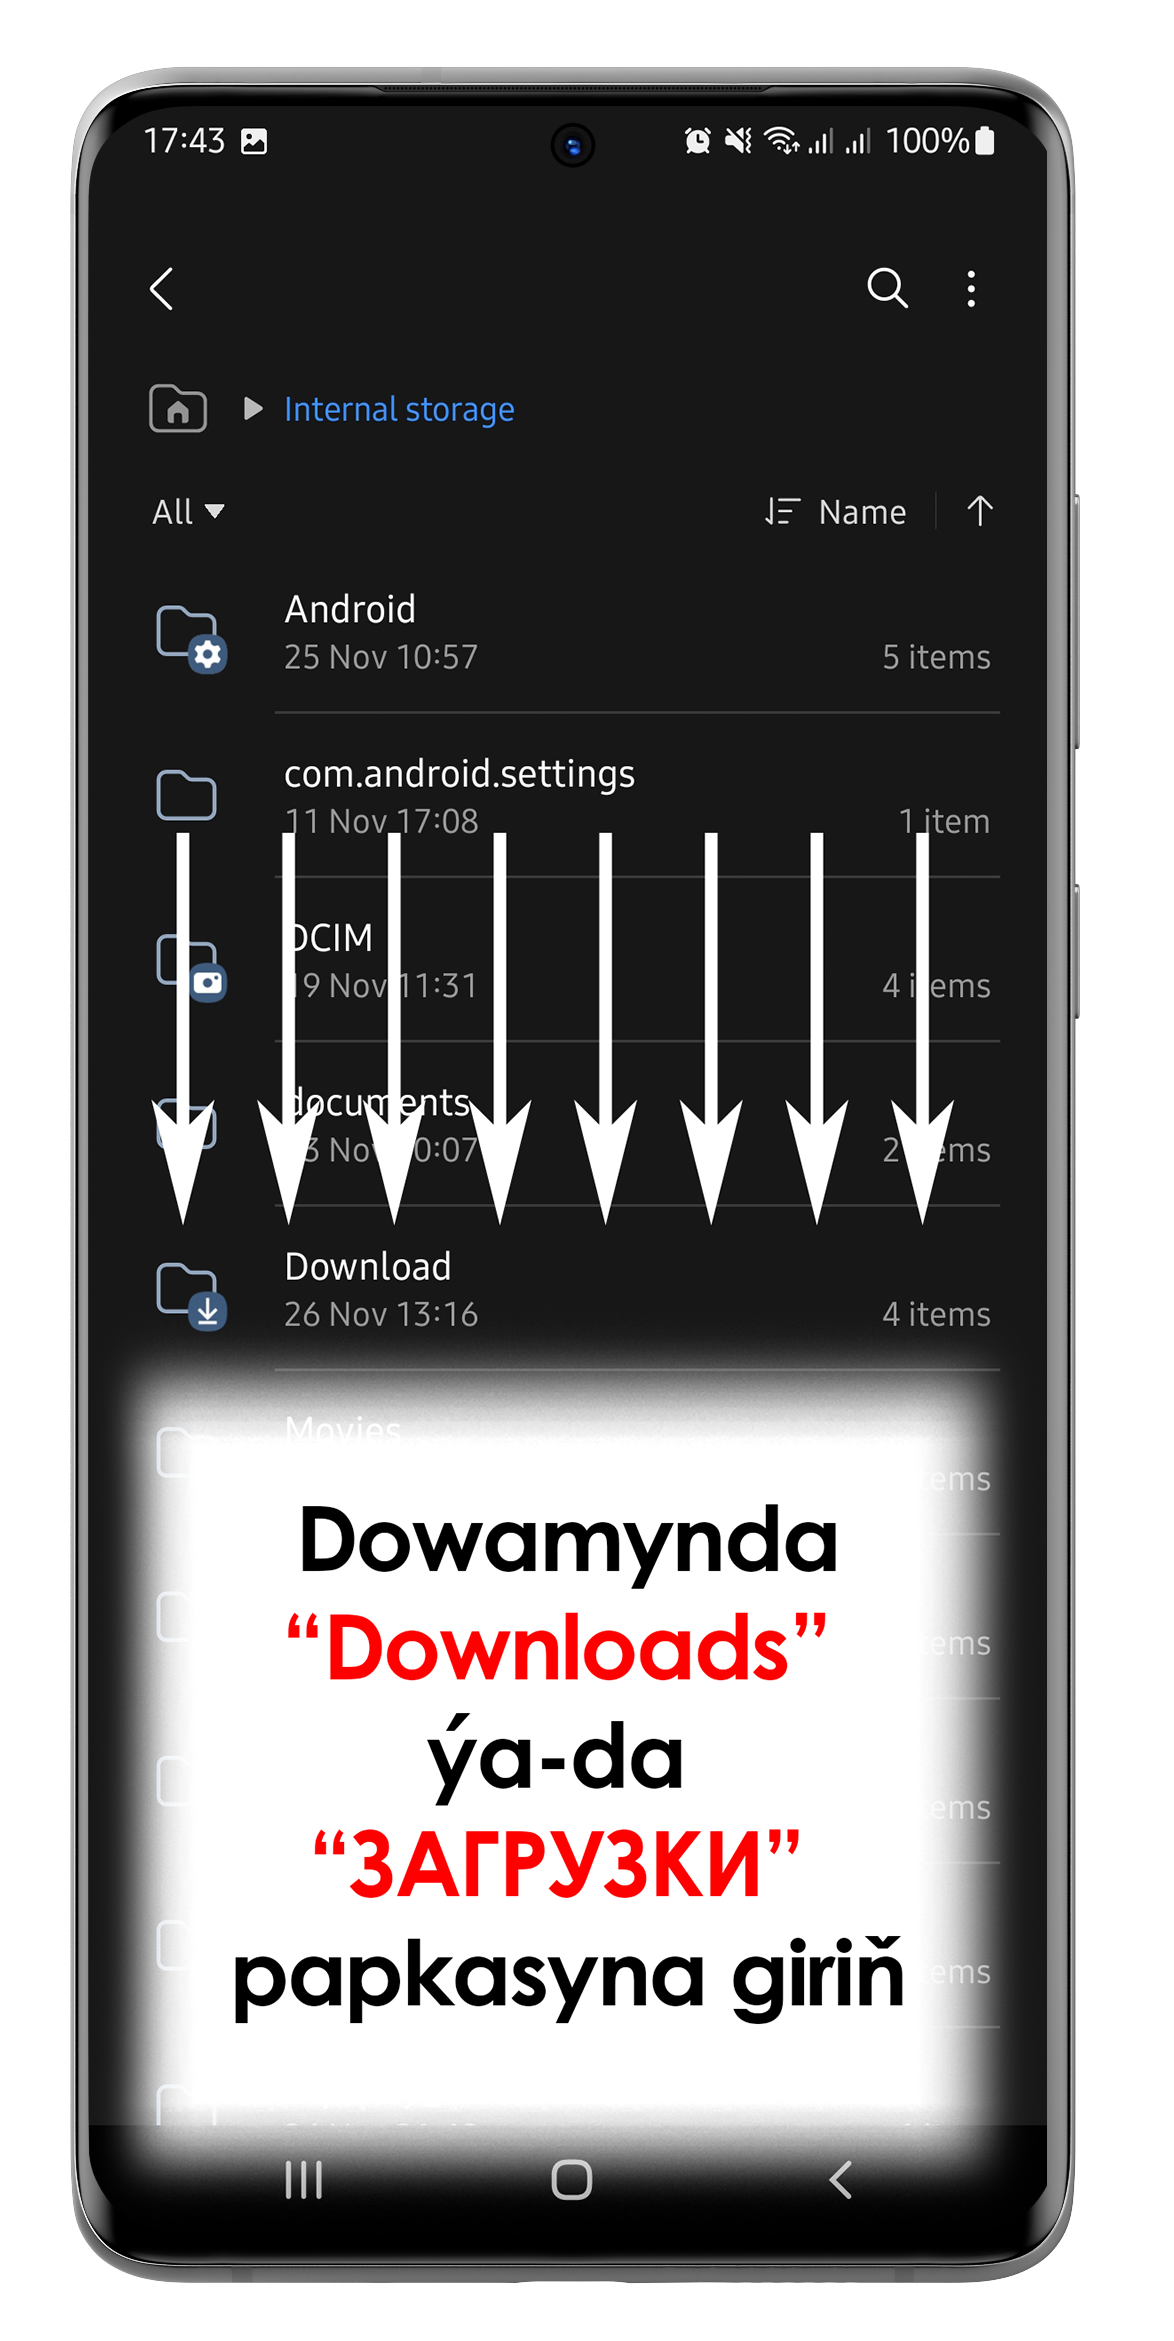 17:43 100%
Internal storage
All Name
Android
25 Nov 10:57 5 items
com.android.settings
11 Nov 17:08 1 item
DCIM
19 Nov 11:31 4 items
documents
Nov 0:07 2 items
Download
26 Nov 13:16 4 items
Movies
items
Dowamynda
“Downloads”
ýa-da
“ЗАГРУЗКИ”
papkasyna giriň